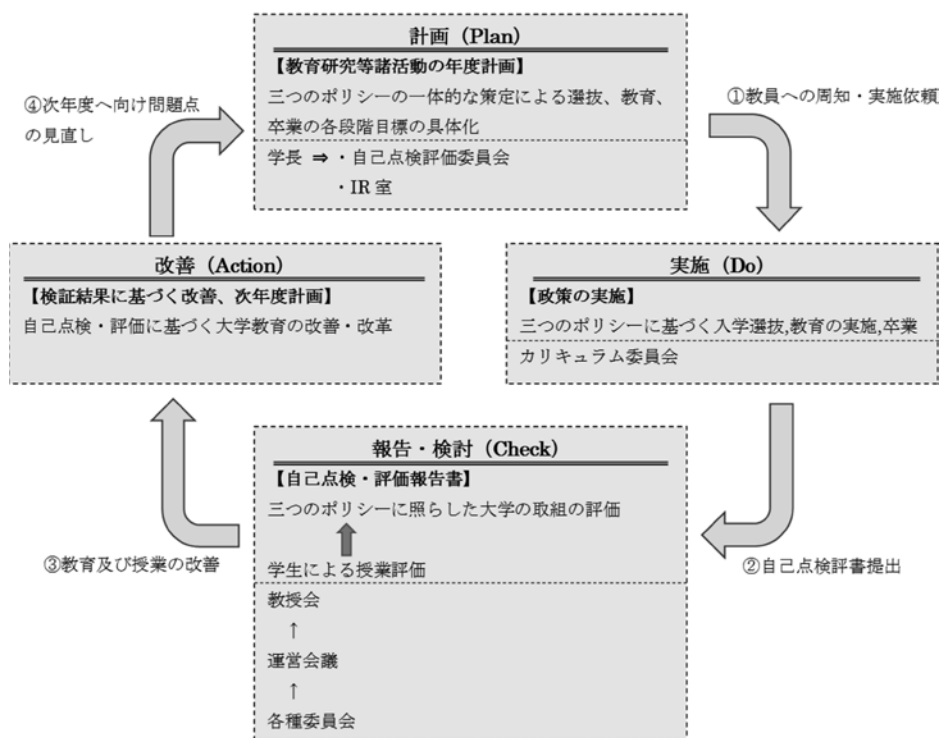 計画（Plan）
【教育研究等諸活動の年度計画】
三つのポリシーの一体的な策定による選抜、教育、
卒業の各段階目標の具体化
学長 ⇒ ・自己点検評価委員会
・IR 室
①教員への周知・実施依頼
実施（Do）
【政策の実施】
三つのポリシーに基づく入学選抜,教育の実施,卒業
カリキュラム委員会
②自己点検評書提出
報告・検討（Check）
【自己点検・評価報告書】
三つのポリシーに照らした大学の取組の評価
学生による授業評価
教授会
↑
運営会議
↑
各種委員会
③教育及び授業の改善
改善（Action）
【検証結果に基づく改善、次年度計画】
自己点検・評価に基づく大学教育の改善・改革
④次年度へ向け問題点
の見直し